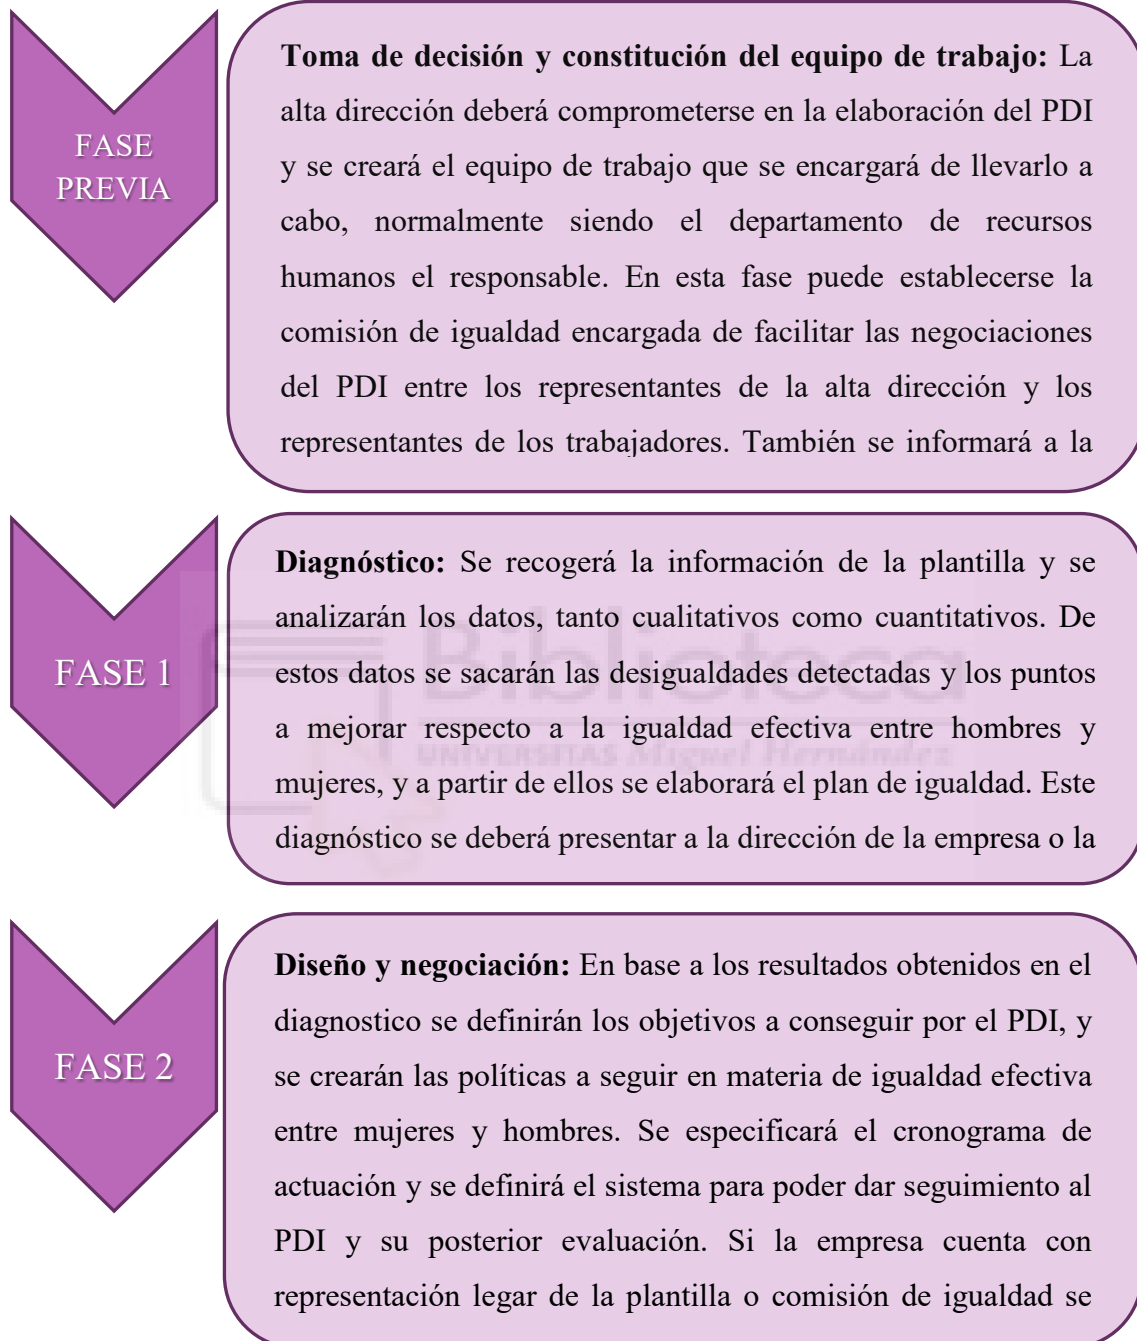 FASE
PREVIA
Toma de decisión y constitución del equipo de trabajo: La
alta dirección deberá comprometerse en la elaboración del PDI
y se creará el equipo de trabajo que se encargará de llevarlo a
cabo, normalmente siendo el departamento de recursos
humanos el responsable. En esta fase puede establecerse la
comisión de igualdad encargada de facilitar las negociaciones
del PDI entre los representantes de la alta dirección y los
representantes de los trabajadores. También se informará a la
FASE 1
Diagnóstico: Se recogerá la información de la plantilla y se
analizarán los datos, tanto cualitativos como cuantitativos. De
estos datos se sacarán las desigualdades detectadas y los puntos
a mejorar respecto a la igualdad efectiva entre hombres y
mujeres, y a partir de ellos se elaborará el plan de igualdad. Este
diagnóstico se deberá presentar a la dirección de la empresa o la
Biblioteca
UNIVERSITAS Miguel Hernández
FASE 2
Diseño y negociación: En base a los resultados obtenidos en el
diagnostico se definirán los objetivos a conseguir por el PDI, y
se crearán las políticas a seguir en materia de igualdad efectiva
entre mujeres y hombres. Se especificará el cronograma de
actuación y se definirá el sistema para poder dar seguimiento al
PDI y su posterior evaluación. Si la empresa cuenta con
representación legar de la plantilla o comisión de igualdad se